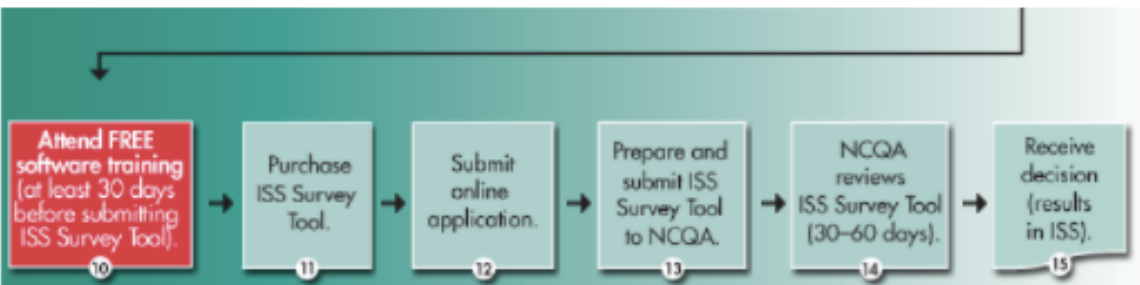 Attend FREE
software training
(at least 30 days
before submitting
ISS Survey Tool).
10
Purchase
ISS Survey
Tool.
11
Submit
online
application.
12
Prepare and
submit ISS
Survey Tool
to NCQA.
13
NCQA
reviews
ISS Survey Tool
(30–60 days).
14
Receive
decision
(results
in ISS).
15